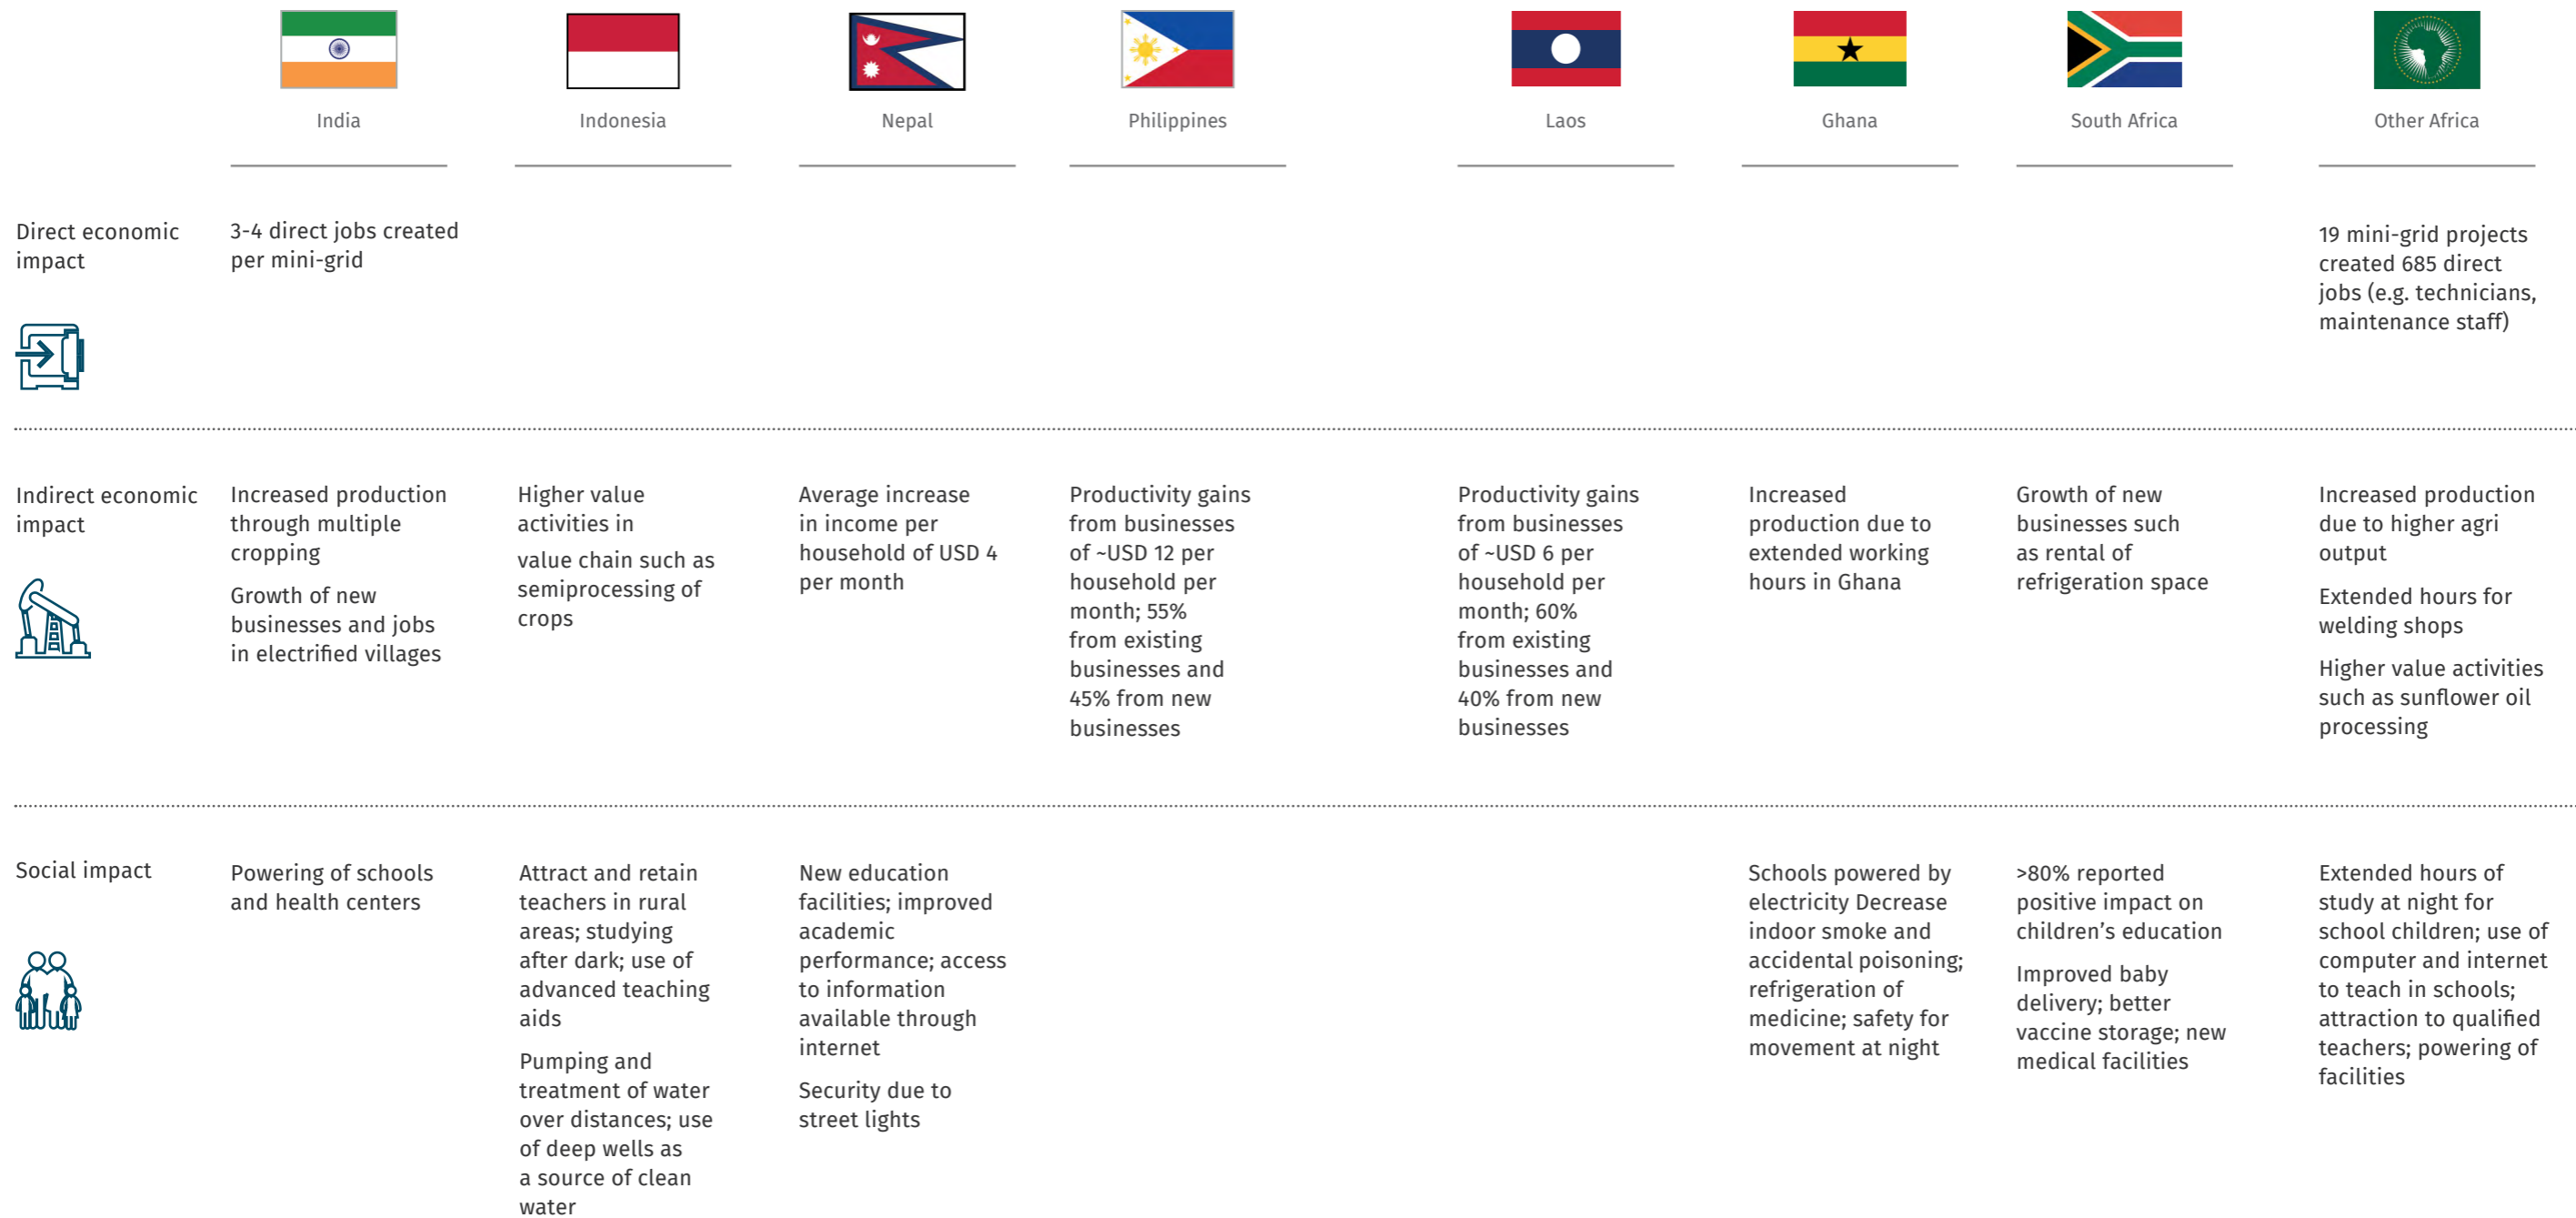 India
Indonesia
Nepal
Philippines
Laos
Ghana
South Africa
Other Africa
Direct economic
impact
3-4 direct jobs created
per mini-grid
19 mini-grid projects
created 685 direct
jobs (e.g. technicians,
maintenance staff)
Indirect economic
impact
Increased production
through multiple
cropping
Growth of new
businesses and jobs
in electrified villages
Higher value
activities in
value chain such as
semiprocessing of
crops
Average increase
in income per
household of USD 4
per month
Productivity gains
from businesses
of ~USD 12 per
household per
month; 55%
from existing
businesses and
45% from new
businesses
Productivity gains
from businesses
of ~USD 6 per
household per
month; 60%
from existing
businesses and
40% from new
businesses
Increased
production due to
extended working
hours in Ghana
Growth of new
businesses such
as rental of
refrigeration space
Increased production
due to higher agri
output
Extended hours for
welding shops
Higher value activities
such as sunflower oil
processing
Social impact
Powering of schools
and health centers
Attract and retain
teachers in rural
areas; studying
after dark; use of
advanced teaching
aids
Pumping and
treatment of water
over distances; use
of deep wells as
a source of clean
water
New education
facilities; improved
academic
performance; access
to information
available through
internet
Security due to
street lights
Schools powered by
electricity Decrease
indoor smoke and
accidental poisoning;
refrigeration of
medicine; safety for
movement at night
>80% reported
positive impact on
children’s education
Improved baby
delivery; better
vaccine storage; new
medical facilities
Extended hours of
study at night for
school children; use of
computer and internet
to teach in schools;
attraction to qualified
teachers; powering of
facilities